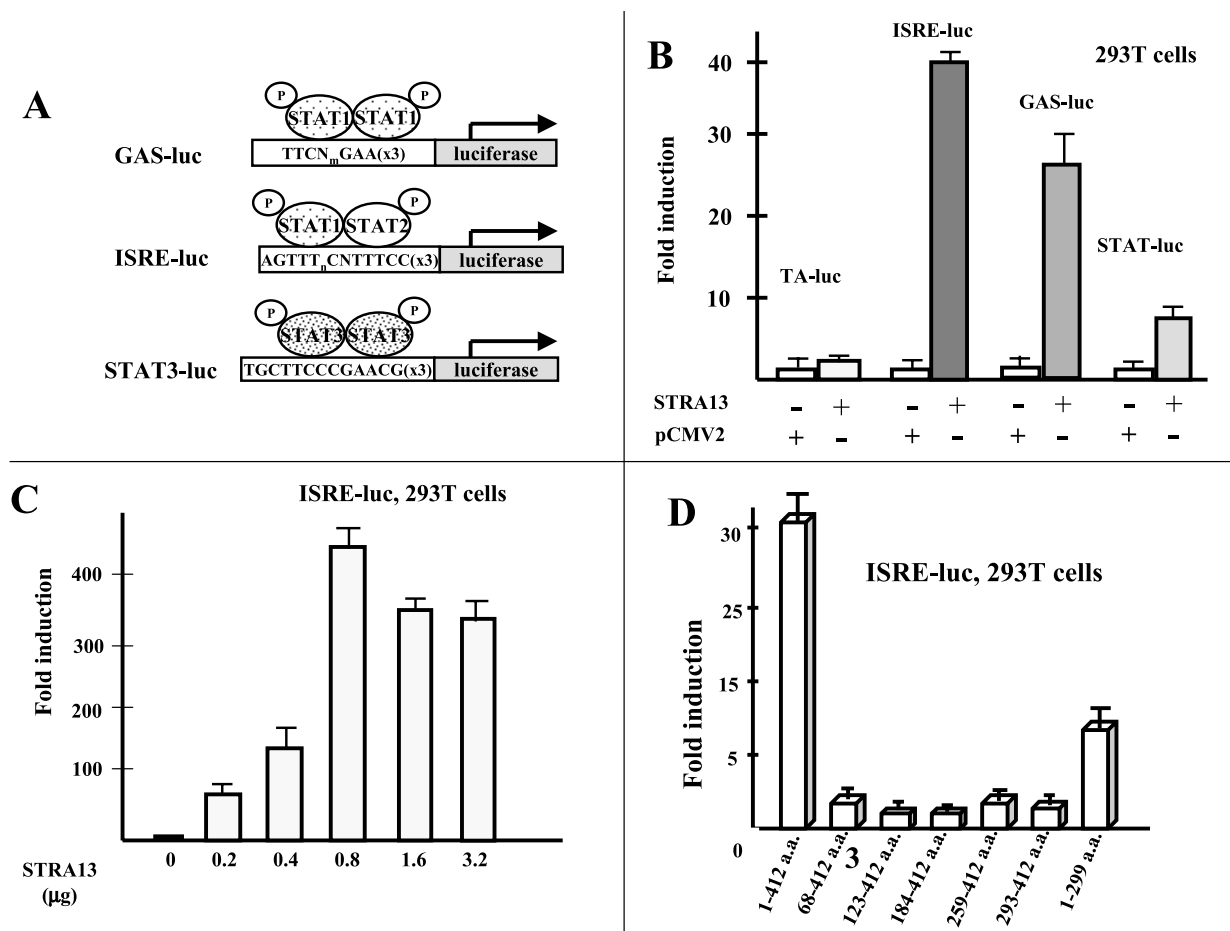 A
P
P
STAT1 STAT1
GAS-luc
TTCNmGAA(x3) luciferase
P
P
STAT1 STAT2
ISRE-luc
AGTTTnCNTTTCC(x3) luciferase
P
P
STAT3 STAT3
STAT3-luc
TGCTTCCCGAACG(x3) luciferase
B
293T cells
Fold induction
40
30
20
10
TA-luc
ISRE-luc
GAS-luc
STAT-luc
STRA13 - + - + - + - +
pCMV2 + - + - + - + -
C
ISRE-luc, 293T cells
Fold induction
400
300
200
100
0 0.2 0.4 0.8 1.6 3.2
STRA13
(µg)
D
ISRE-luc, 293T cells
Fold induction
30
25
15
5
0
1-412 a.a.
68-412 a.a.
3
123-412 a.a.
184-412 a.a.
259-412 a.a.
293-412 a.a.
1-299 a.a.